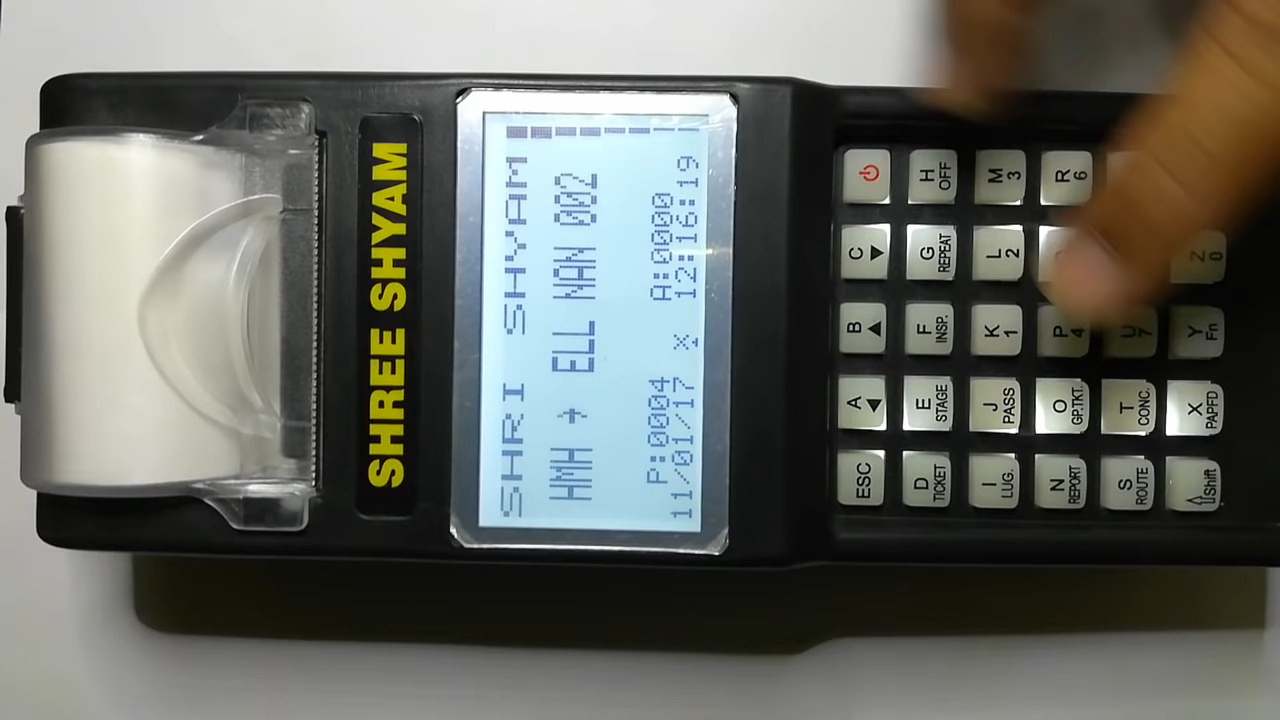 SHREE SHYAM
SHRI SHYAM
HMH → ELL NAN 002
P:0004 A:0000
11/01/17 X 12:16:19
ESC A B C
D TICKET E STAGE F INSP. G REPEAT H OFF
I LUG. J PASS K 1 L 2 M 3
N REPORT O GP.TKT. P 4 R 6
S ROUTE T CONC. U 7
Shift X PAPFD Y Fn Z 0